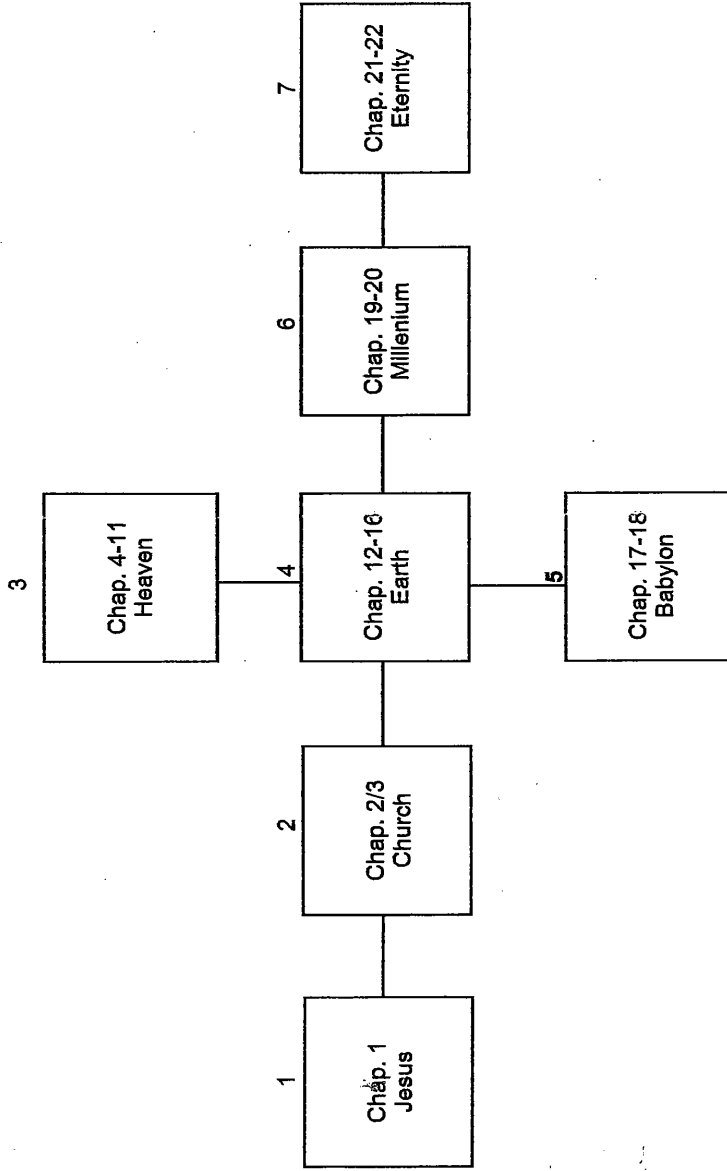 1
Chap. 1
Jesus
2
Chap. 2/3
Church
3
Chap. 4-11
Heaven
4
Chap. 12-16
Earth
5
Chap. 17-18
Babylon
6
Chap. 19-20
Millenium
7
Chap. 21-22
Eternity